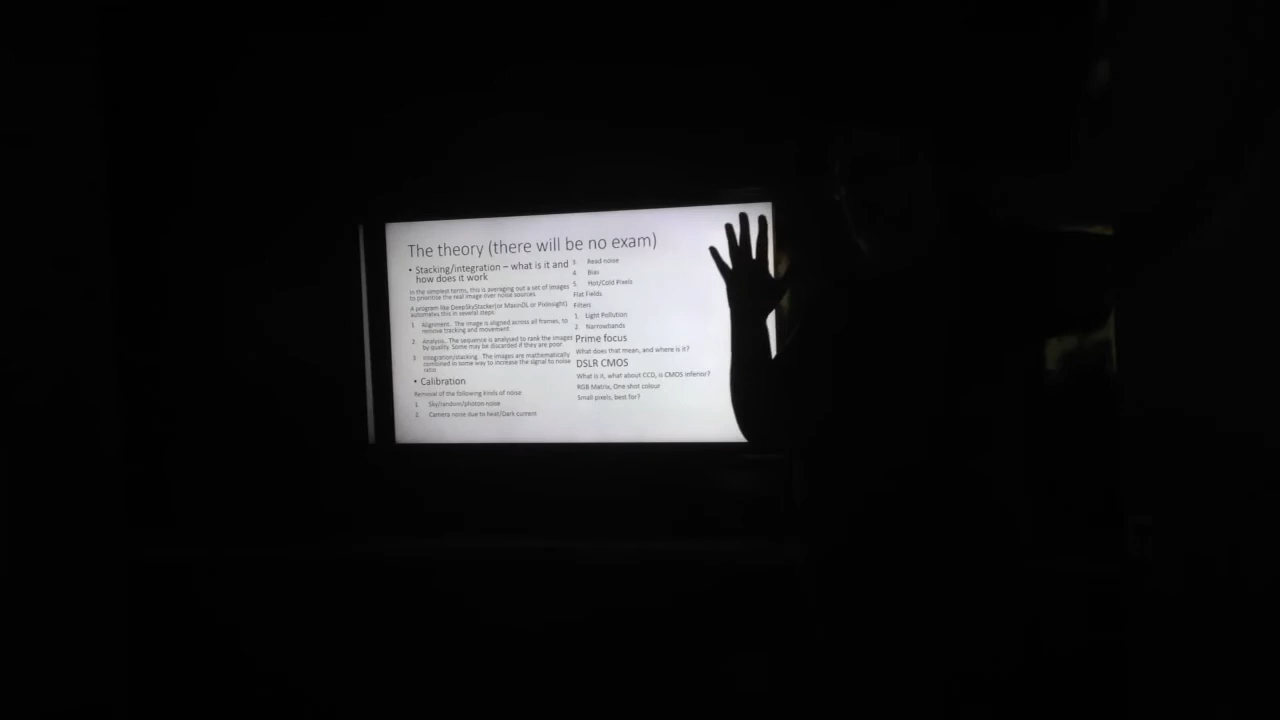 The theory (there will be no exam)
• Stacking/integration – what is it and
how does it work
In the simplest terms, this is averaging out a set of images
to prioritise the real image over noise sources.
A program like DeepSkyStacker(or MaximDL or PixInsight)
automates this in several steps:
1. Alignment. The image is aligned across all frames, to
remove tracking and movement
2. Analysis. The sequence is analysed to rank the images
by quality. Some may be discarded if they are poor
3. Integration/stacking. The images are mathematically
combined in some way to increase the signal to noise
ratio.
• Calibration
Removal of the following kinds of noise
1. Sky/random/photon noise
2. Camera noise due to heat/Dark current
3. Read noise
4. Bias
5. Hot/Cold Pixels
Flat Fields
Filters
1. Light Pollution
2. Narrowbands
Prime focus
What does that mean, and where is it?
DSLR CMOS
What is it, what about CCD, is CMOS inferior?
RGB Matrix, One shot colour
Small pixels, best for?